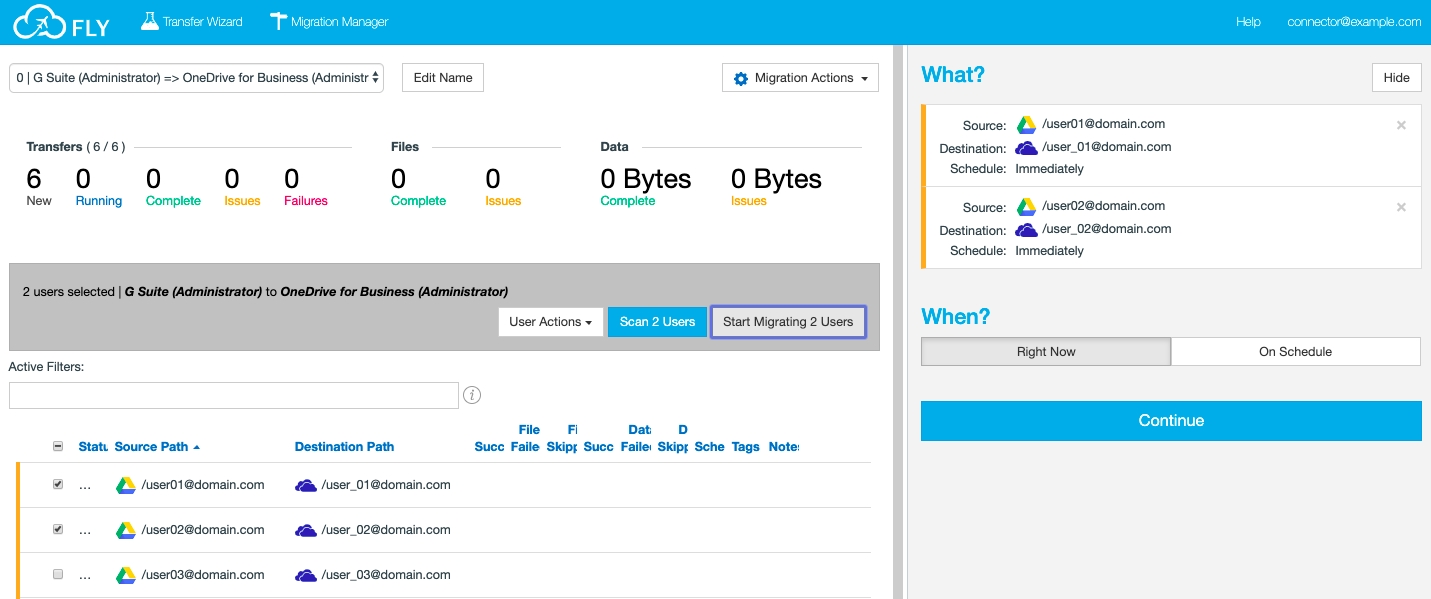 FLY Transfer Wizard Migration Manager Help connector@example.com
0 | G Suite (Administrator) => OneDrive for Business (Administr Edit Name Migration Actions
Transfers ( 6 / 6 ) Files Data
6 0 0 0 0 0 0 0 Bytes 0 Bytes
New Running Complete Issues Failures Complete Issues Complete Issues
2 users selected | G Suite (Administrator) to OneDrive for Business (Administrator)
User Actions Scan 2 Users Start Migrating 2 Users
Active Filters:
i
File Fi Data D
Statu Source Path Destination Path Succ Failed Skipp Succ Failed Skipp Sche Tags Notes
... /user01@domain.com /user_01@domain.com
... /user02@domain.com /user_02@domain.com
... /user03@domain.com /user_03@domain.com
What? Hide
Source: /user01@domain.com ×
Destination: /user_01@domain.com
Schedule: Immediately
Source: /user02@domain.com ×
Destination: /user_02@domain.com
Schedule: Immediately
When?
Right Now On Schedule
Continue